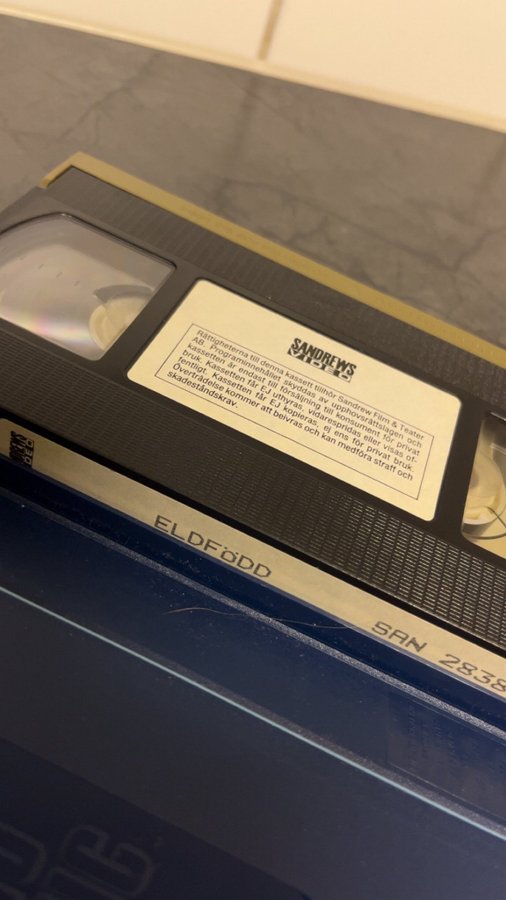 SANDREWS
VIDEO
Rättigheterna till denna kassett tillhör Sandrew Film & Teater
AB. Programinnehållet skyddas av upphovsrättslagen och
kassetten är endast till försäljning till konsument för privat
bruk. Kassetten får EJ uthyras, vidarespridas eller visas of-
fentligt. Kassetten får EJ kopieras, ej ens för privat bruk.
Överträdelse kommer att beivras och kan medföra straff och
skadeståndskrav.
SANDREWS
VIDEO
ELDFöDD
SAN 2838